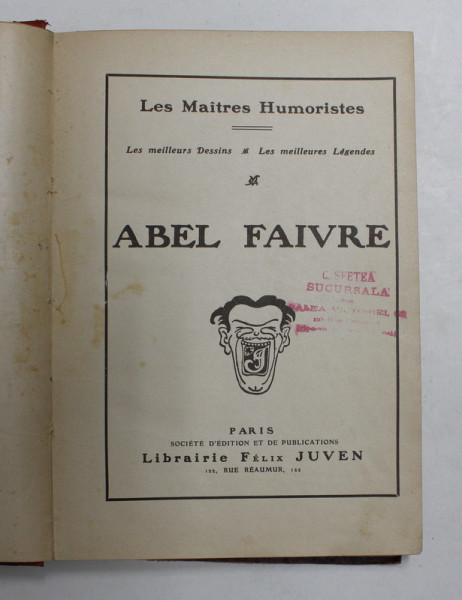 Les Maîtres Humoristes
Les meilleurs Dessins Les meilleures Légendes
ABEL FAIVRE
C. SFETEA
SUCURSALA
J
PARIS
SOCIÉTÉ D'ÉDITION ET DE PUBLICATIONS
Librairie FÉLIX JUVEN
122, RUE RÉAUMUR, 122